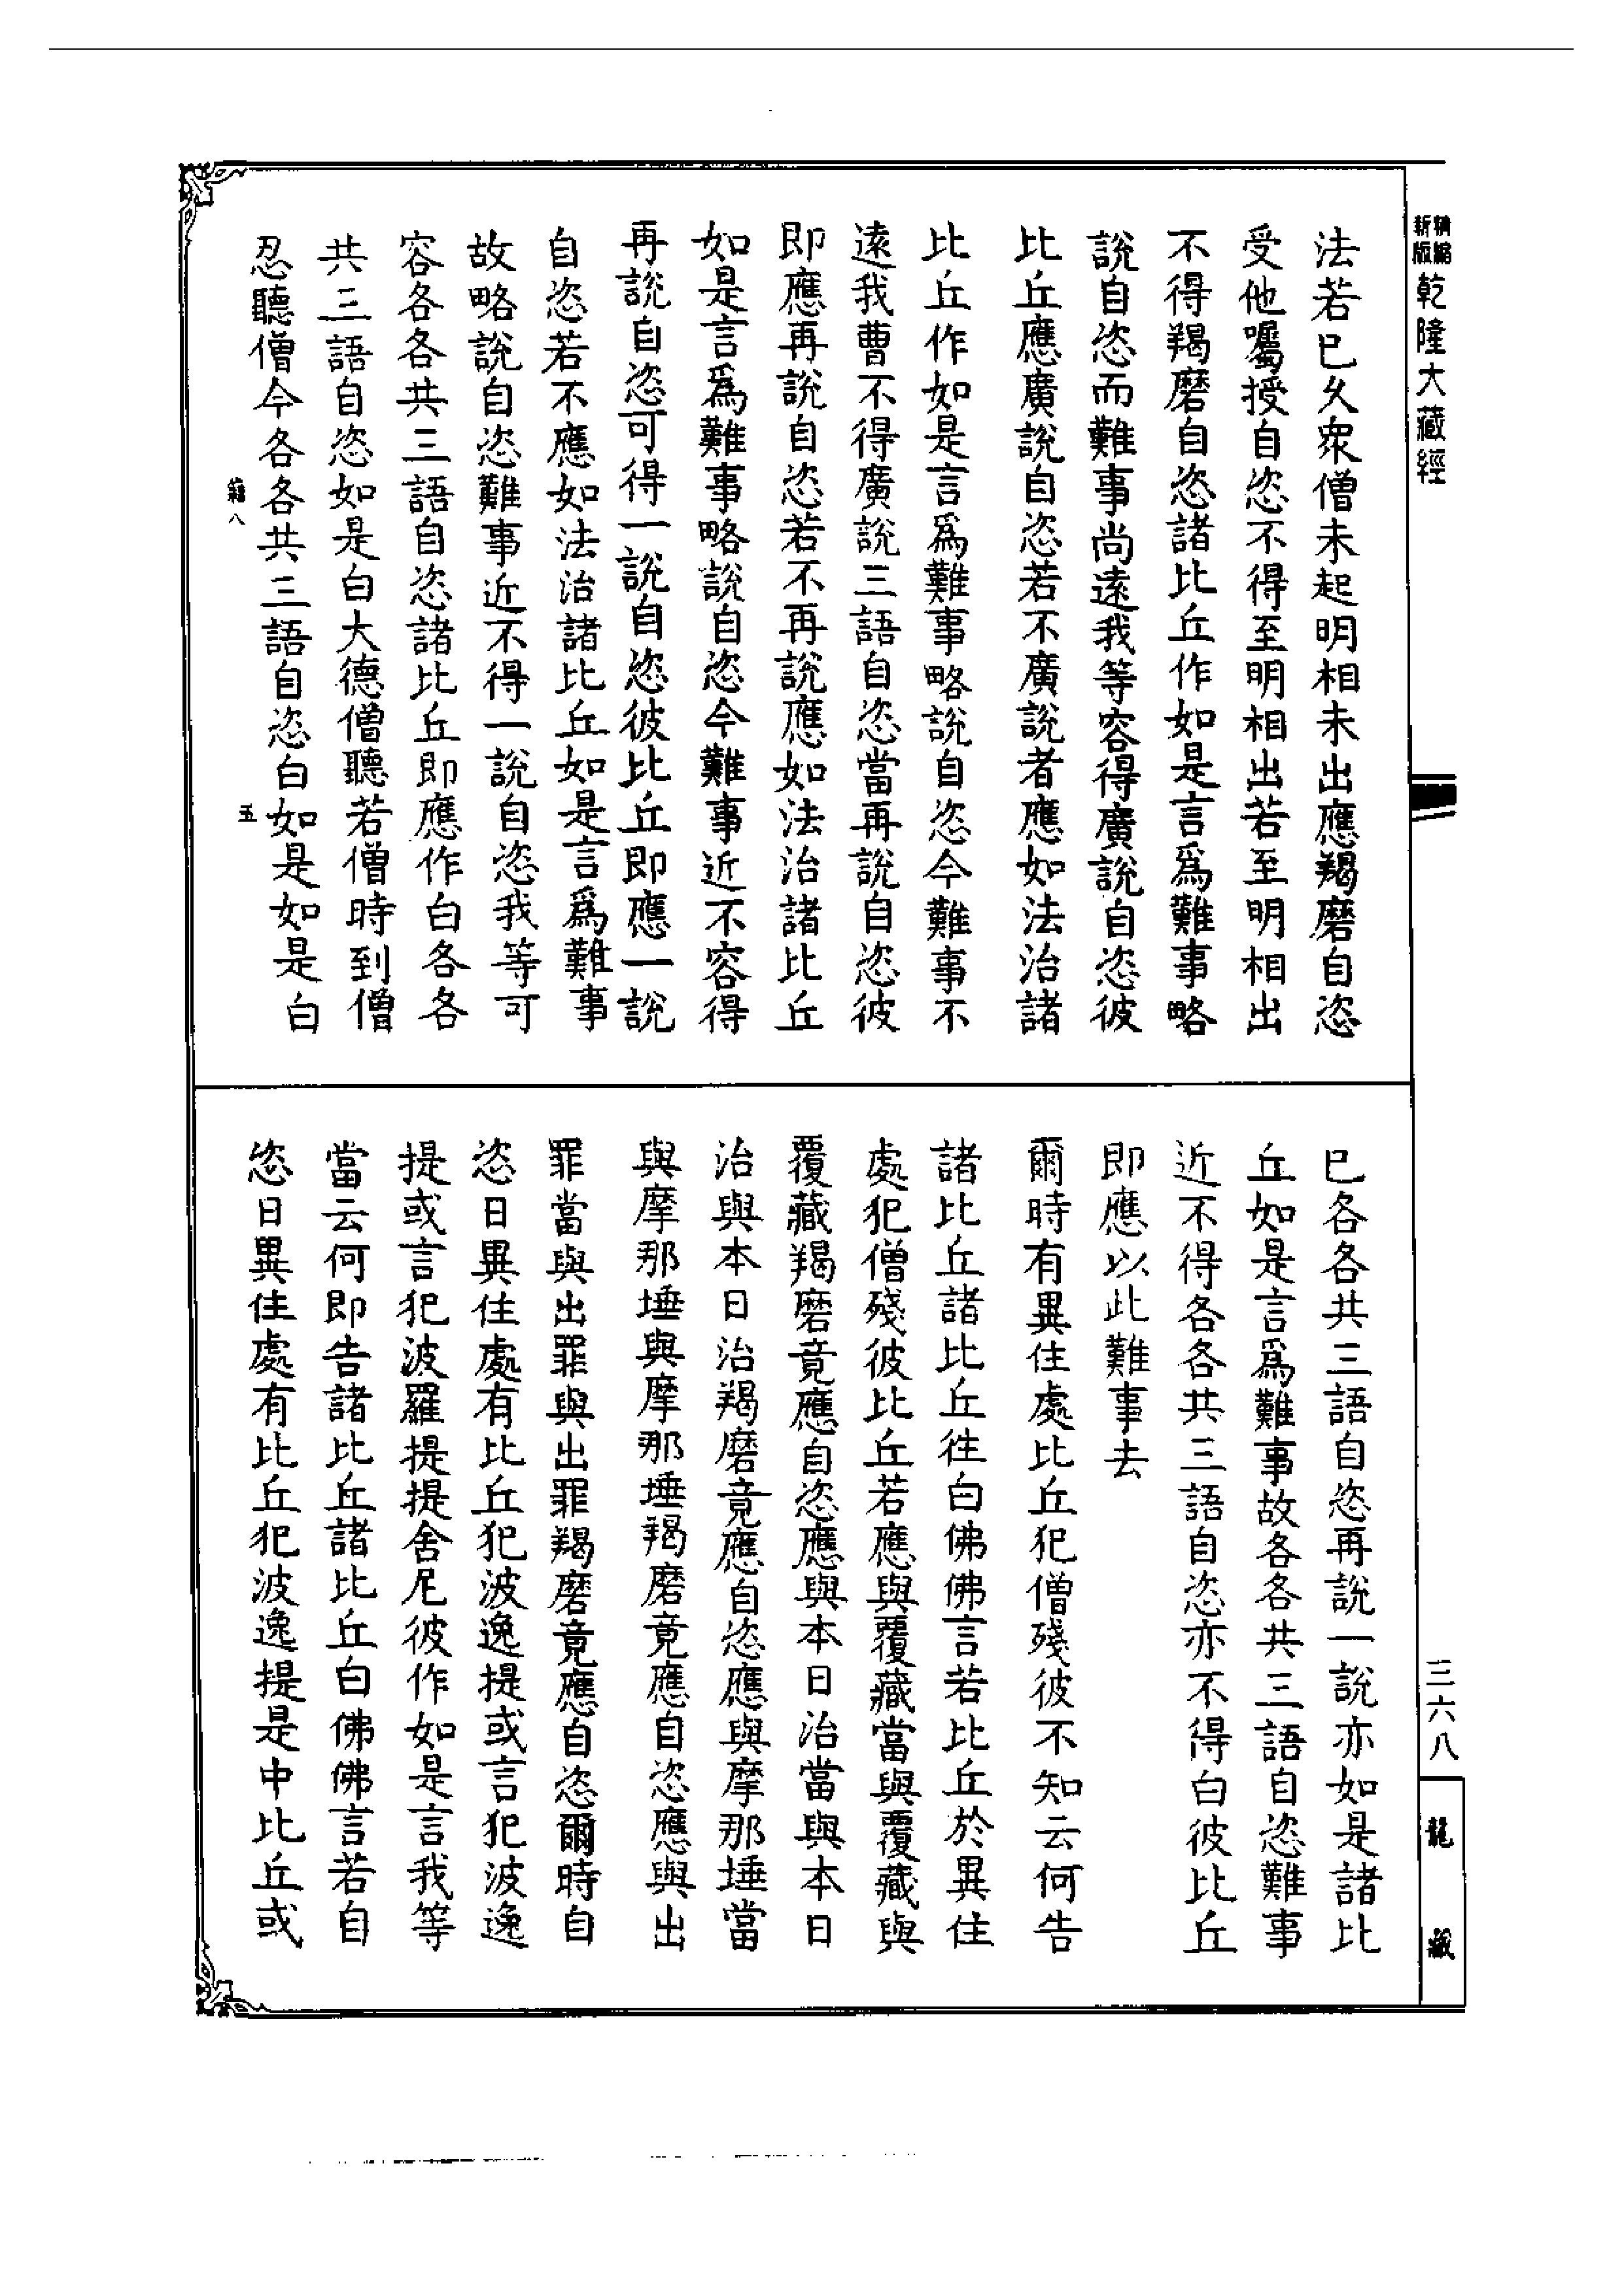 新版精縮乾隆大藏經
法若已久衆僧未起明相未出應羯磨自恣
受他囑授自恣不得至明相出若至明相出
不得羯磨自恣諸比丘作如是言爲難事略
說自恣而難事尚遠我等容得廣說自恣彼
比丘應廣說自恣若不廣說者應如法治諸
比丘作如是言爲難事略說自恣今難事不
遠我曹不得廣說三語自恣當再說自恣彼
即應再說自恣若不再說應如法治諸比丘
如是言爲難事略說自恣今難事近不容得
再說自恣可得一說自恣彼比丘即應一說
自恣若不應如法治諸比丘如是言爲難事
故略說自恣難事近不得一說自恣我等可
容各各共三語自恣諸比丘即應作白各各
共三語自恣如是白大德僧聽若僧時到僧
忍聽僧今各各共三語自恣白如是如是白
籍八
五
已各各共三語自恣再說一說亦如是諸比
丘如是言爲難事故各各共三語自恣難事
近不得各各共三語自恣亦不得白彼比丘
即應以此難事去
爾時有異住處比丘犯僧殘彼不知云何告
諸比丘諸比丘往白佛佛言若比丘於異住
處犯僧殘彼比丘若應與覆藏當與覆藏與
覆藏羯磨竟應自恣應與本日治當與本日
治與本日治羯磨竟應自恣應與摩那埵當
與摩那埵與摩那埵羯磨竟應自恣應與出
罪當與出罪與出罪羯磨竟應自恣爾時自
恣日異住處有比丘犯波逸提或言犯波逸
提或言犯波羅提提舍尼彼作如是言我等
當云何即告諸比丘諸比丘白佛佛言若自
恣日異住處有比丘犯波逸提是中比丘或
三六八
龍藏